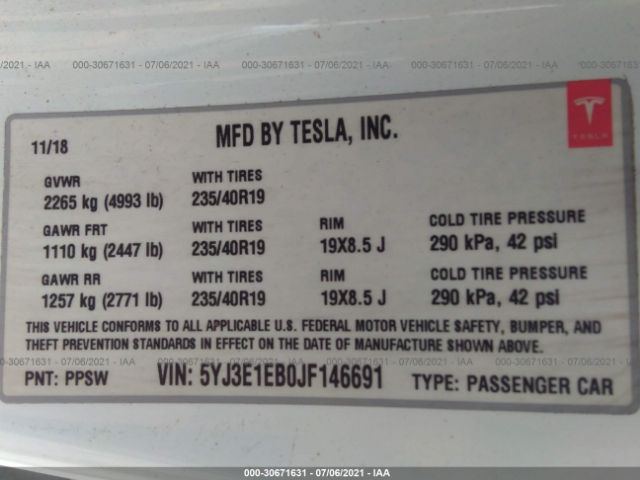 000-30671631 - 07/06/2021 - IAA
11/18
MFD BY TESLA, INC.
TESLA
GVWR WITH TIRES
2265 kg (4993 lb) 235/40R19
GAWR FRT WITH TIRES RIM COLD TIRE PRESSURE
1110 kg (2447 lb) 235/40R19 19X8.5 J 290 kPa, 42 psi
GAWR RR WITH TIRES RIM COLD TIRE PRESSURE
1257 kg (2771 lb) 235/40R19 19X8.5 J 290 kPa, 42 psi
THIS VEHICLE CONFORMS TO ALL APPLICABLE U.S. FEDERAL MOTOR VEHICLE SAFETY, BUMPER, AND
THEFT PREVENTION STANDARDS IN EFFECT ON THE DATE OF MANUFACTURE SHOWN ABOVE.
PNT: PPSW VIN: 5YJ3E1EB0JF146691 TYPE: PASSENGER CAR
000-30671631 - 07/06/2021 - IAA